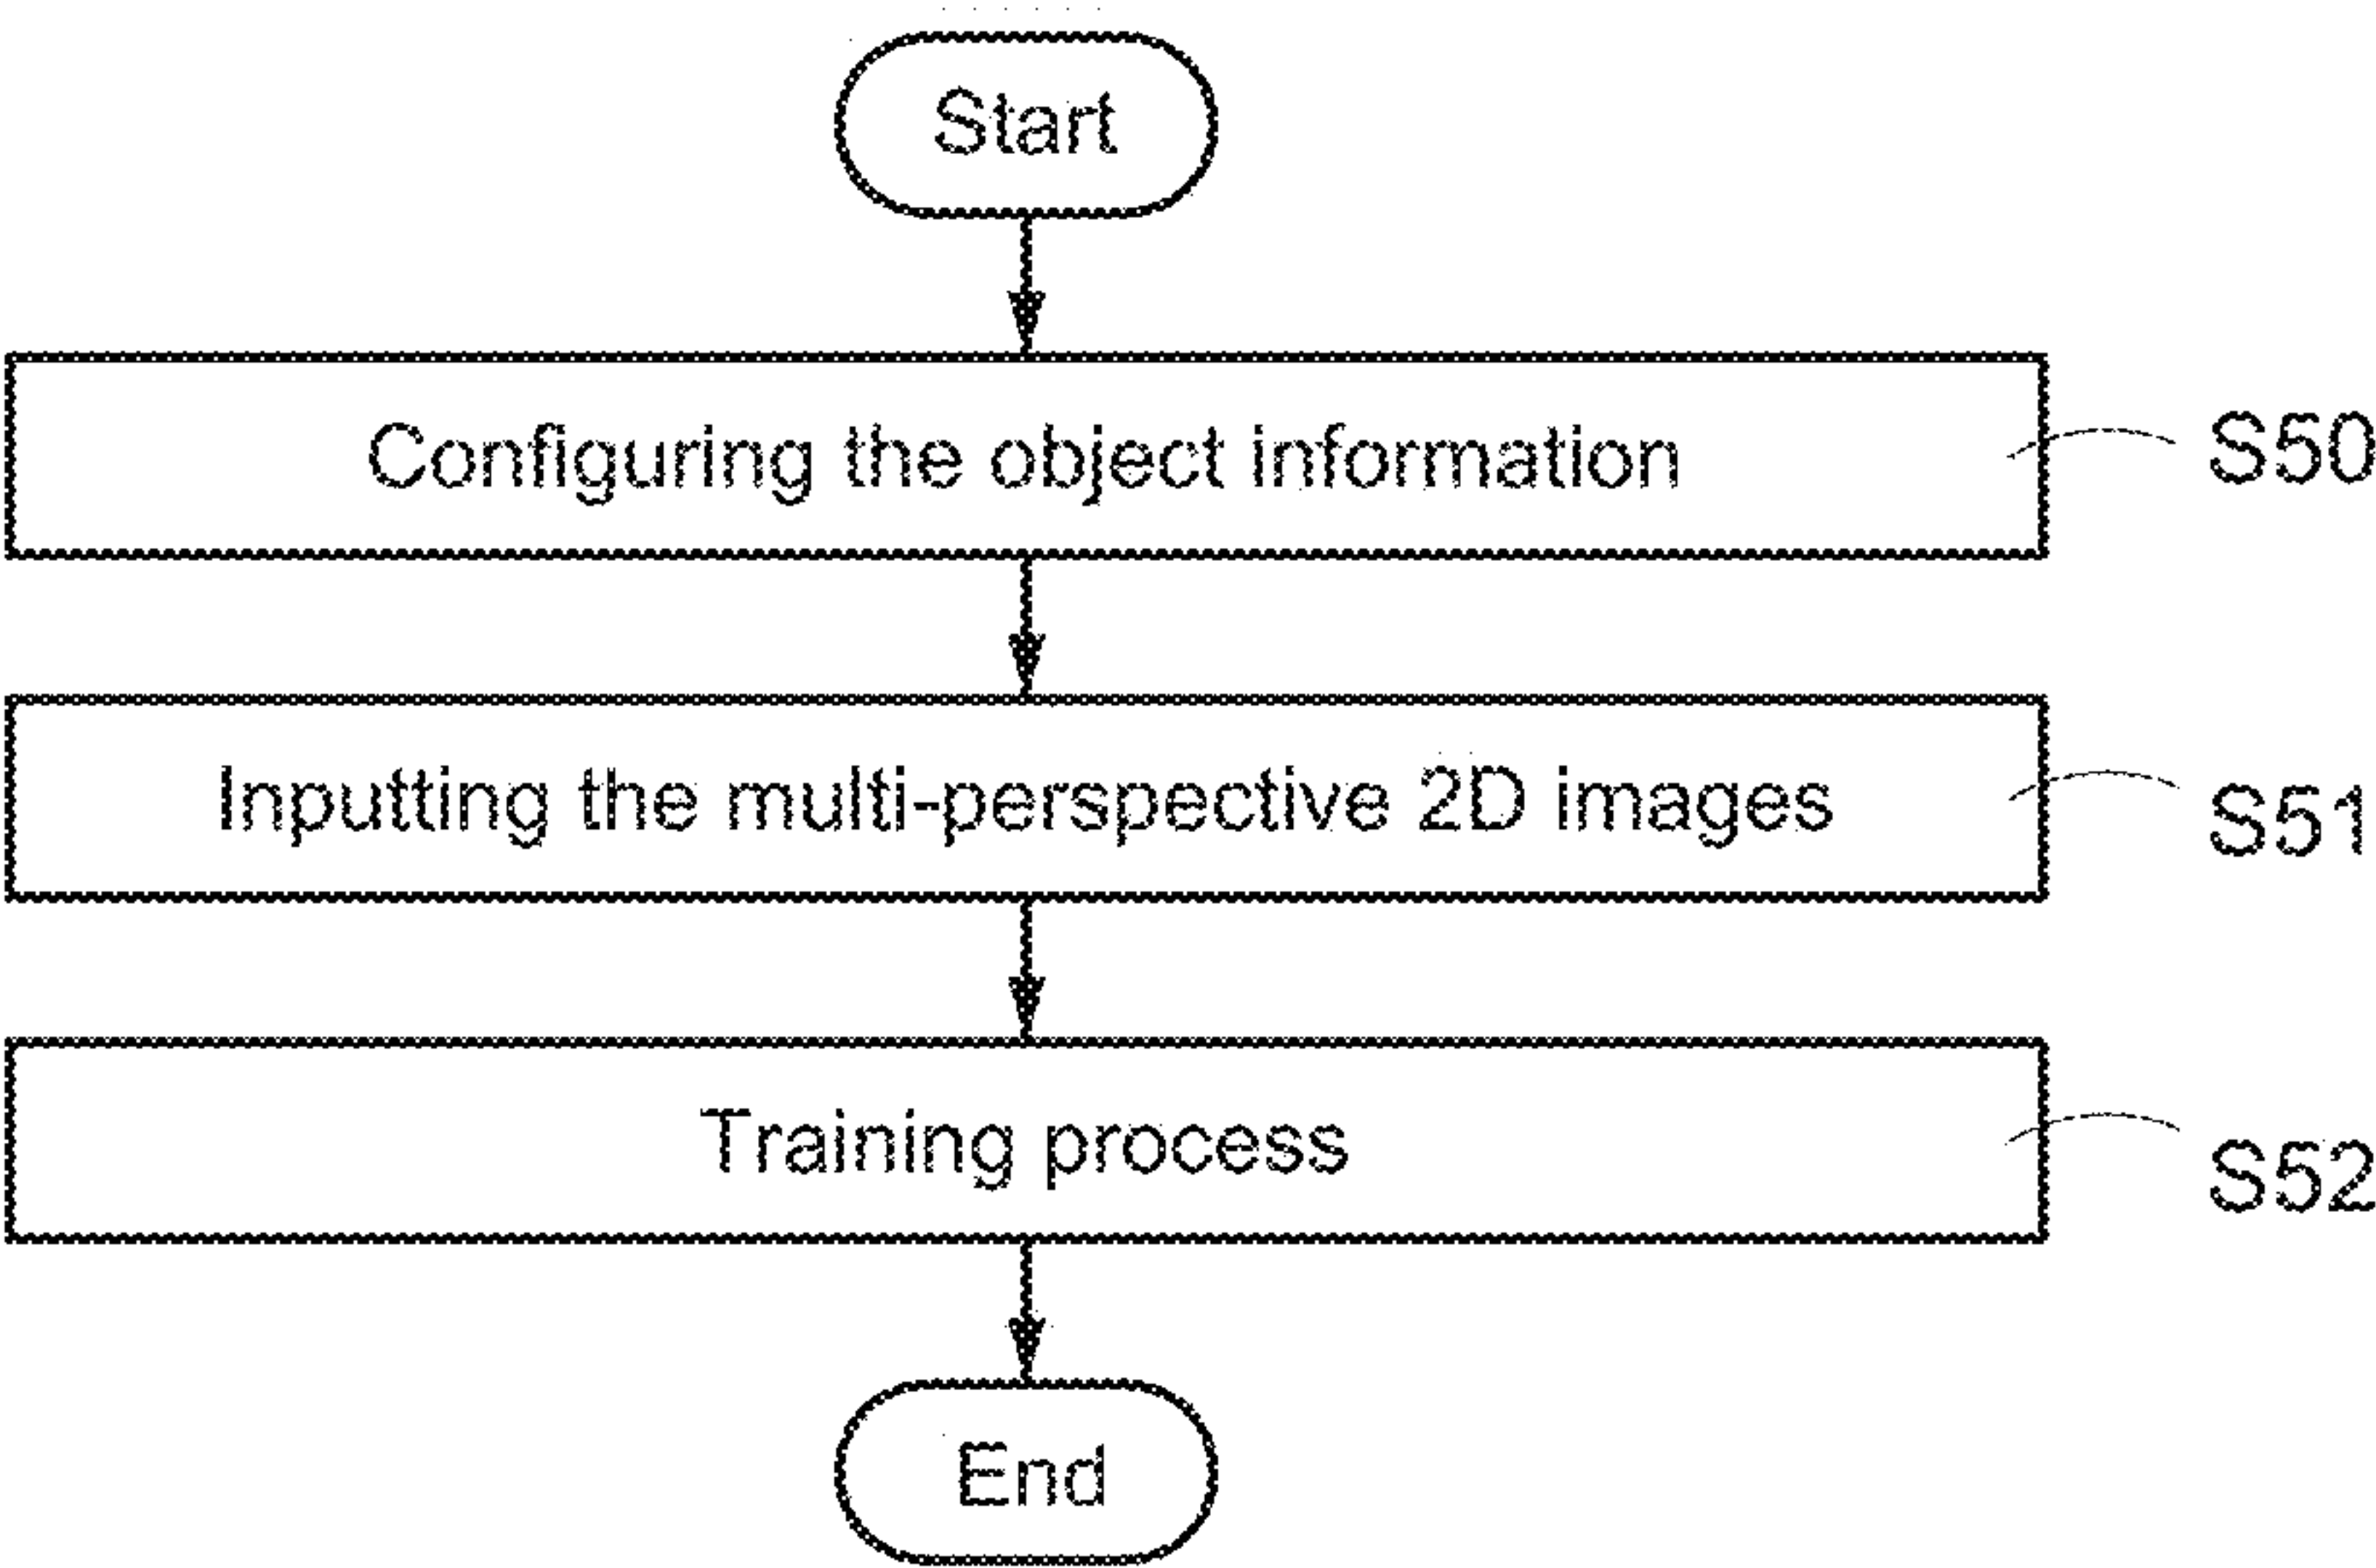 Start
Configuring the object information
S50
Inputting the multi-perspective 2D images
S51
Training process
S52
End